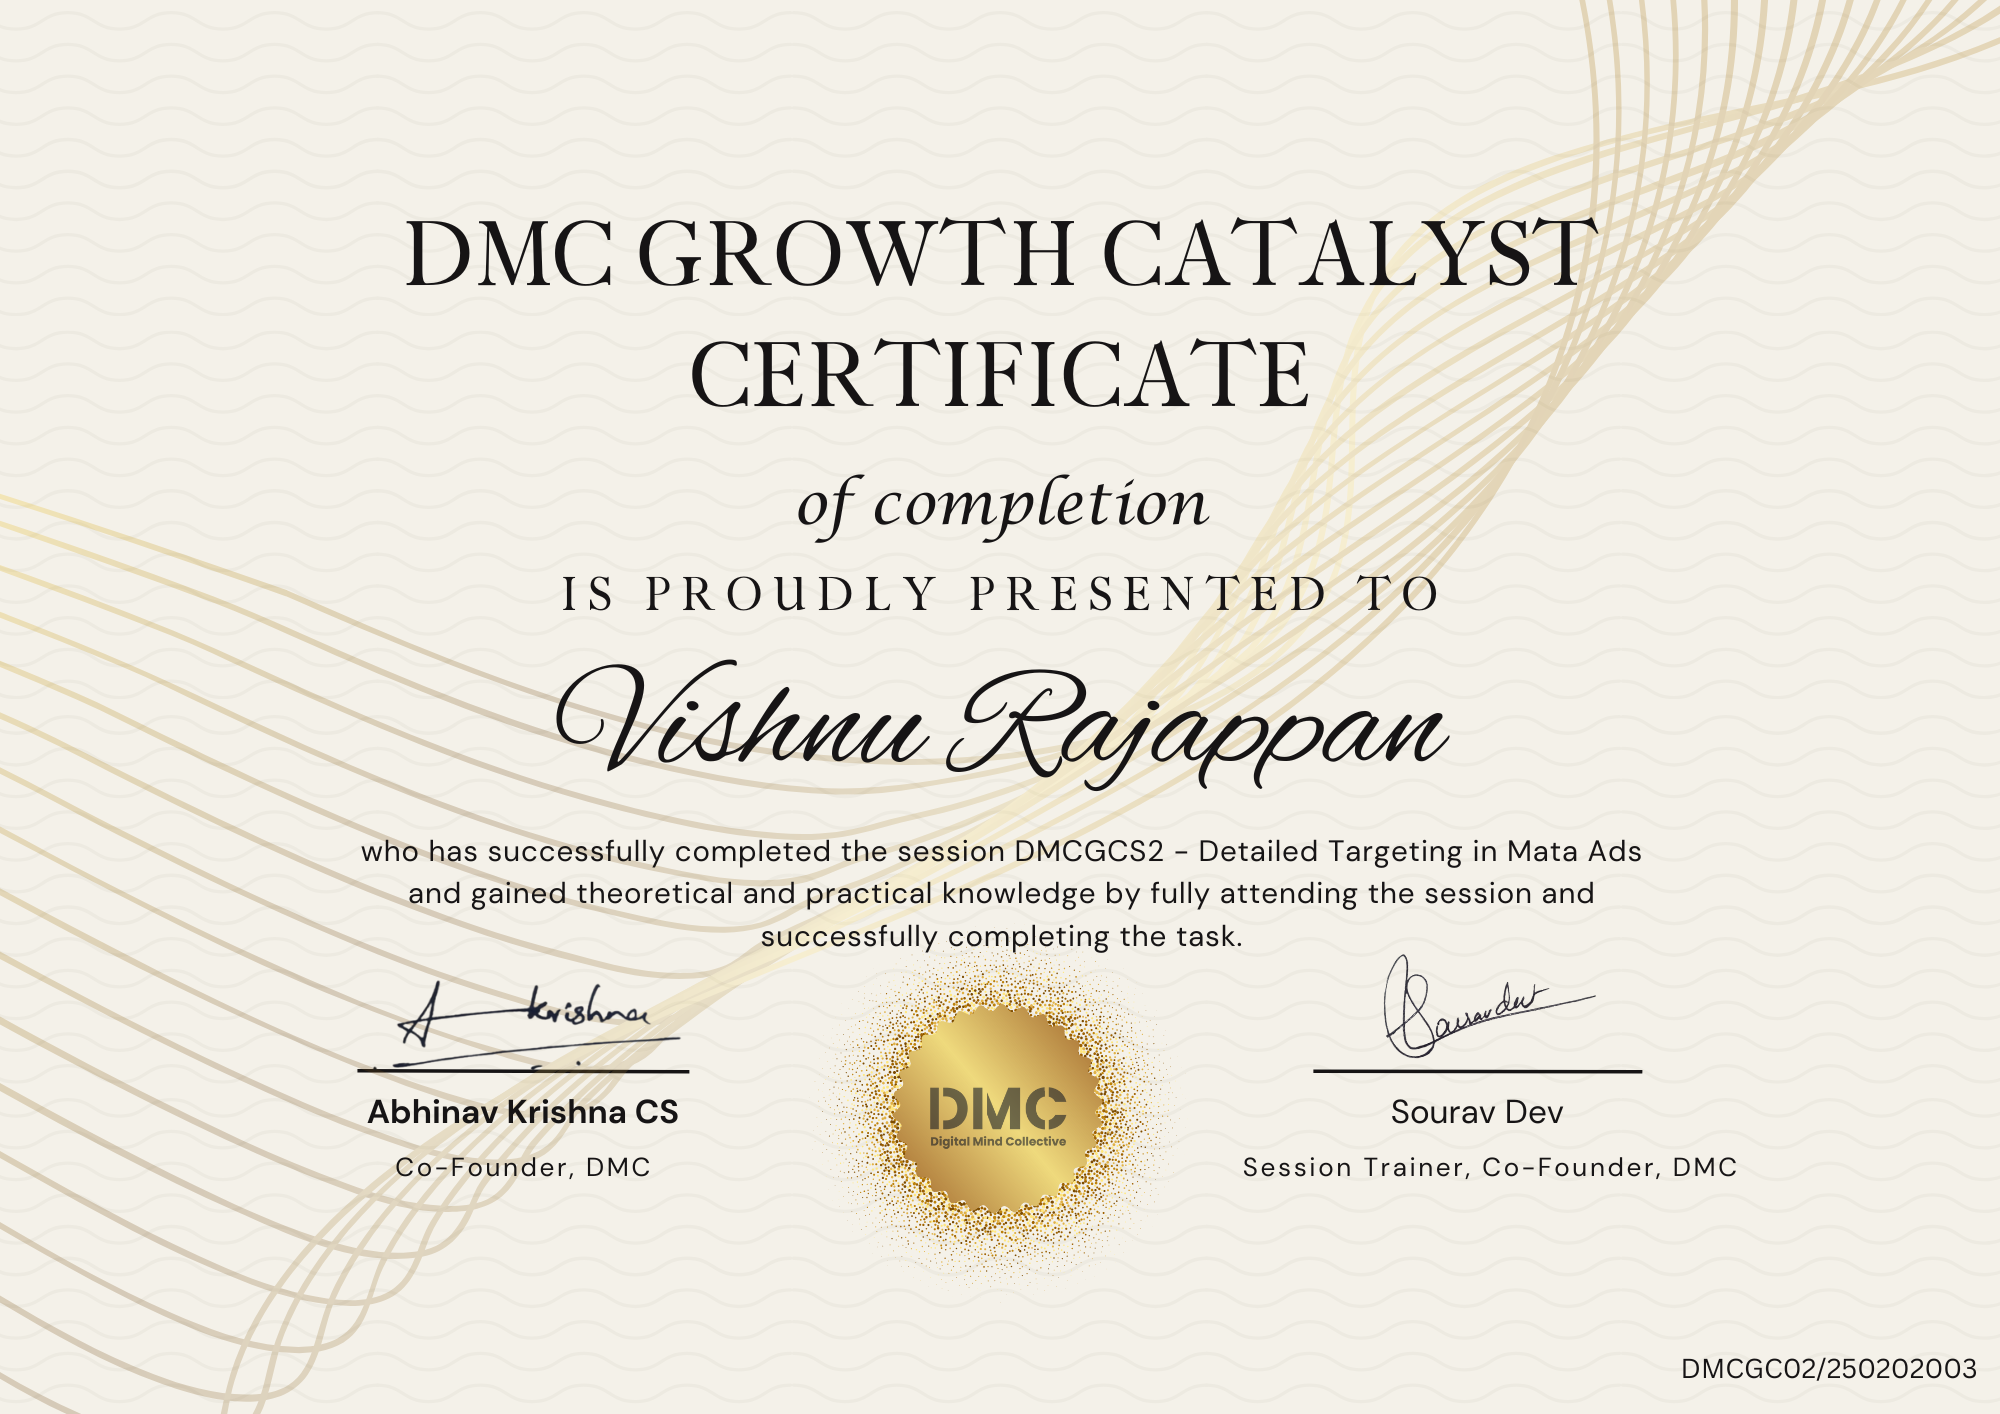 DMC GROWTH CATALYST
CERTIFICATE
of completion
IS PROUDLY PRESENTED TO
Vishnu Rajappan
who has successfully completed the session DMCGCS2 - Detailed Targeting in Mata Ads
and gained theoretical and practical knowledge by fully attending the session and
successfully completing the task.
A krishna
Souravdev
Abhinav Krishna CS
Co-Founder, DMC
DMC
Digital Mind Collective
Sourav Dev
Session Trainer, Co-Founder, DMC
DMCGC02/250202003